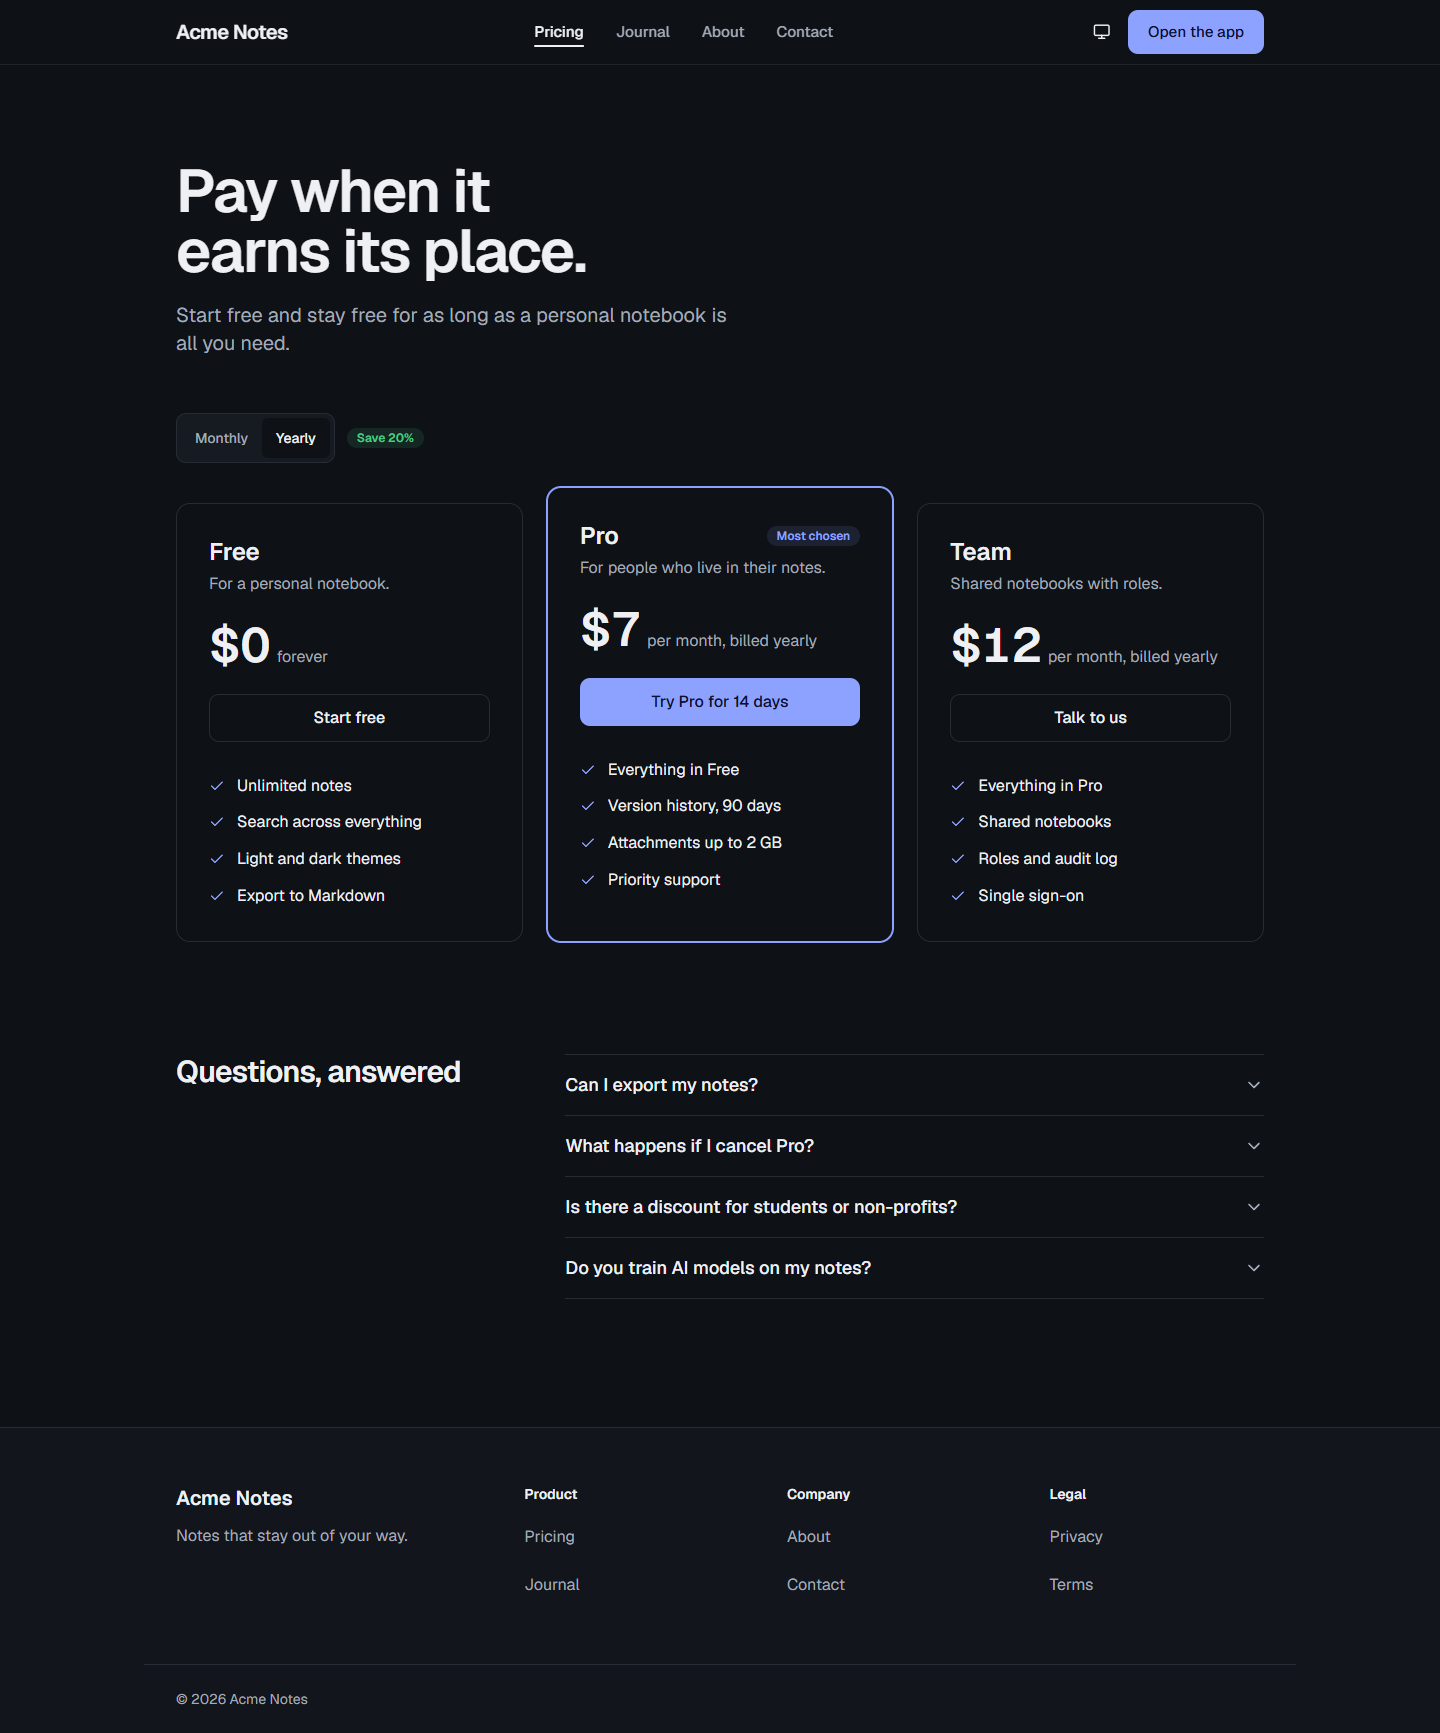 Acme Notes
Pricing
Journal
About
Contact
Open the app
Pay when it
earns its place.
Start free and stay free for as long as a personal notebook is
all you need.
Monthly
Yearly
Save 20%
Free
For a personal notebook.
$0 forever
Start free
Unlimited notes
Search across everything
Light and dark themes
Export to Markdown
Pro
Most chosen
For people who live in their notes.
$7 per month, billed yearly
Try Pro for 14 days
Everything in Free
Version history, 90 days
Attachments up to 2 GB
Priority support
Team
Shared notebooks with roles.
$12 per month, billed yearly
Talk to us
Everything in Pro
Shared notebooks
Roles and audit log
Single sign-on
Questions, answered
Can I export my notes?
What happens if I cancel Pro?
Is there a discount for students or non-profits?
Do you train AI models on my notes?
Acme Notes
Notes that stay out of your way.
Product
Pricing
Journal
Company
About
Contact
Legal
Privacy
Terms
© 2026 Acme Notes